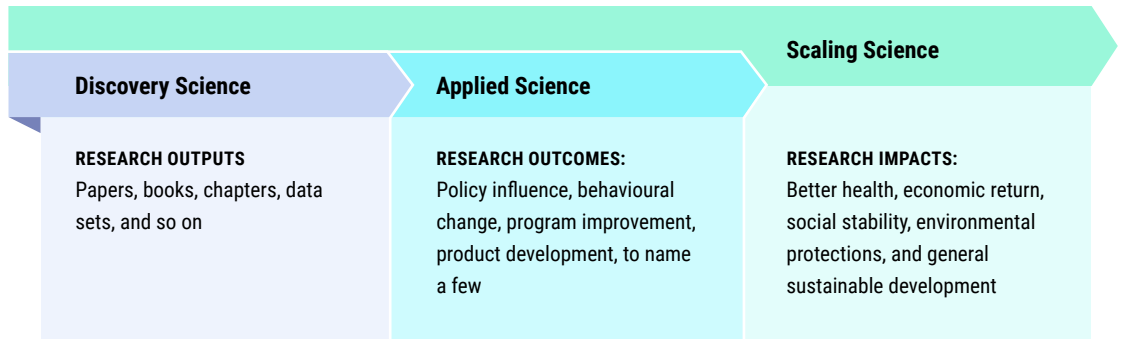 Scaling Science
Discovery Science
Applied Science
RESEARCH OUTPUTS
Papers, books, chapters, data
sets, and so on
RESEARCH OUTCOMES:
Policy influence, behavioural
change, program improvement,
product development, to name
a few
RESEARCH IMPACTS:
Better health, economic return,
social stability, environmental
protections, and general
sustainable development